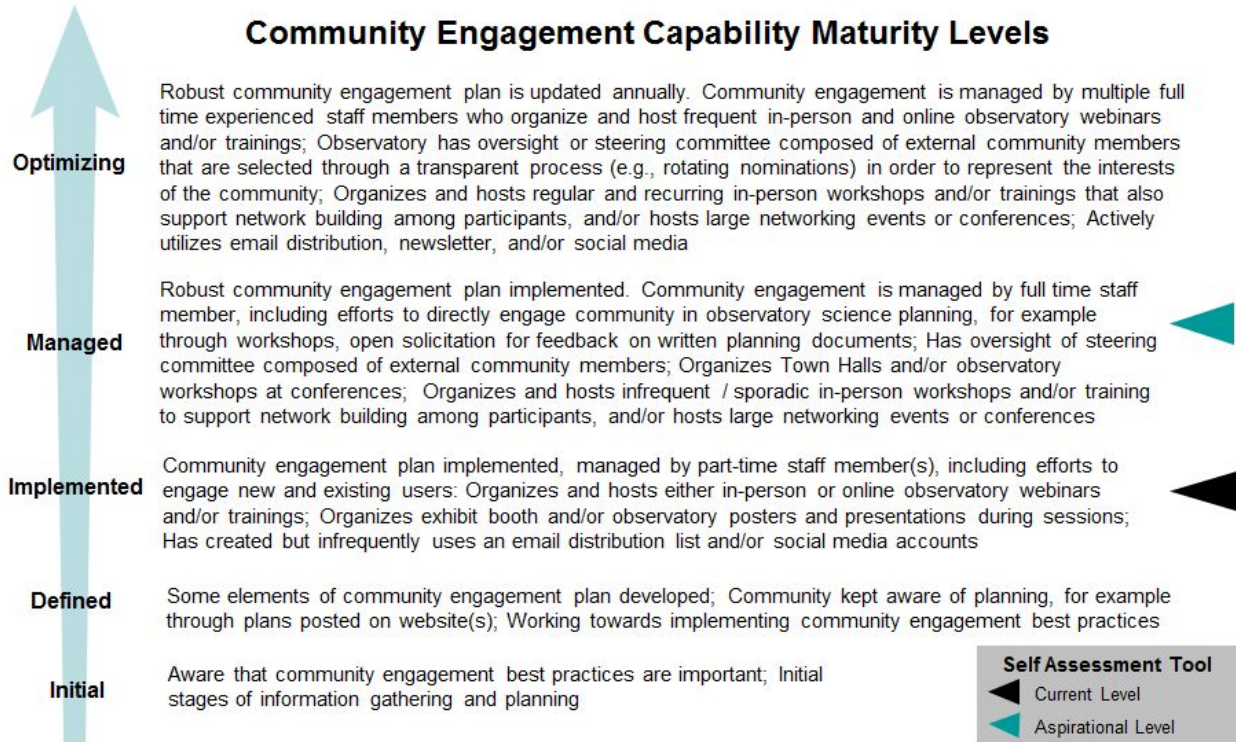 Community Engagement Capability Maturity Levels
Optimizing
Robust community engagement plan is updated annually. Community engagement is managed by multiple full
time experienced staff members who organize and host frequent in-person and online observatory webinars
and/or trainings; Observatory has oversight or steering committee composed of external community members
that are selected through a transparent process (e.g., rotating nominations) in order to represent the interests
of the community; Organizes and hosts regular and recurring in-person workshops and/or trainings that also
support network building among participants, and/or hosts large networking events or conferences; Actively
utilizes email distribution, newsletter, and/or social media
Managed
Robust community engagement plan implemented. Community engagement is managed by full time staff
member, including efforts to directly engage community in observatory science planning, for example
through workshops, open solicitation for feedback on written planning documents; Has oversight of steering
committee composed of external community members; Organizes Town Halls and/or observatory
workshops at conferences; Organizes and hosts infrequent / sporadic in-person workshops and/or training
to support network building among participants, and/or hosts large networking events or conferences
Implemented
Community engagement plan implemented, managed by part-time staff member(s), including efforts to
engage new and existing users: Organizes and hosts either in-person or online observatory webinars
and/or trainings; Organizes exhibit booth and/or observatory posters and presentations during sessions;
Has created but infrequently uses an email distribution list and/or social media accounts
Defined
Some elements of community engagement plan developed; Community kept aware of planning, for example
through plans posted on website(s); Working towards implementing community engagement best practices
Initial
Aware that community engagement best practices are important; Initial
stages of information gathering and planning
Self Assessment Tool
Current Level
Aspirational Level